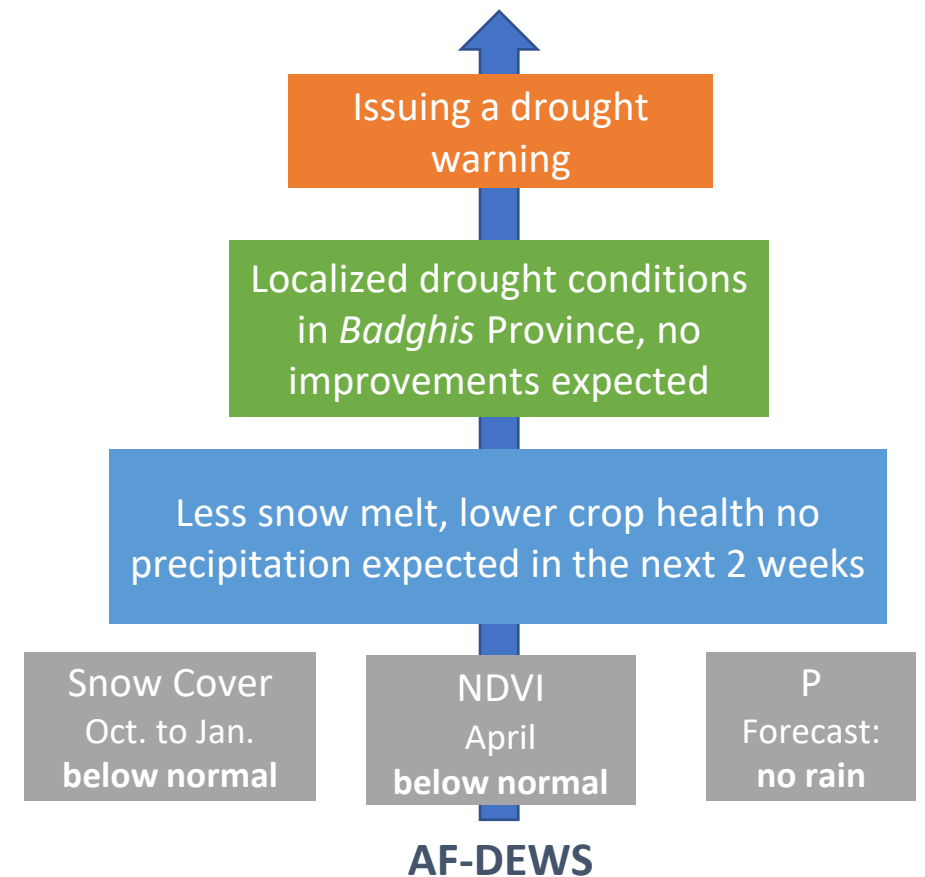 Issuing a drought
warning
Localized drought conditions
in Badghis Province, no
improvements expected
Less snow melt, lower crop health no
precipitation expected in the next 2 weeks
Snow Cover
Oct. to Jan.
below normal
NDVI
April
below normal
P
Forecast:
no rain
AF-DEWS